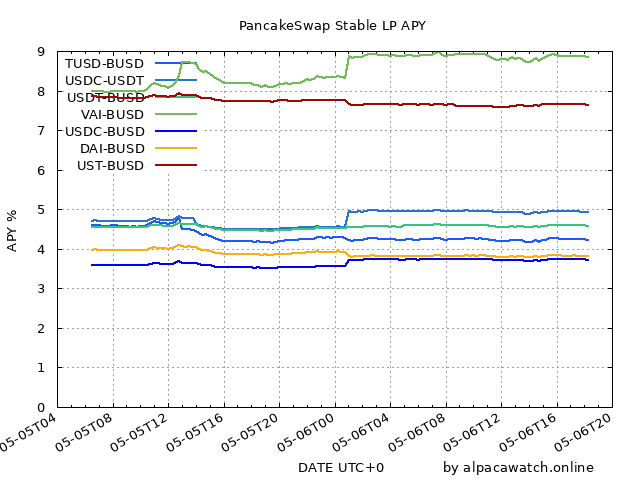 PancakeSwap Stable LP APY
TUSD-BUSD
USDC-USDT
USDT-BUSD
VAI-BUSD
USDC-BUSD
DAI-BUSD
UST-BUSD
APY %
9
8
7
6
5
4
3
2
1
0
05-05T04
05-05T08
05-05T12
05-05T16
05-05T20
05-06T00
05-06T04
05-06T08
05-06T12
05-06T16
05-06T20
DATE UTC+0
by alpacawatch.online